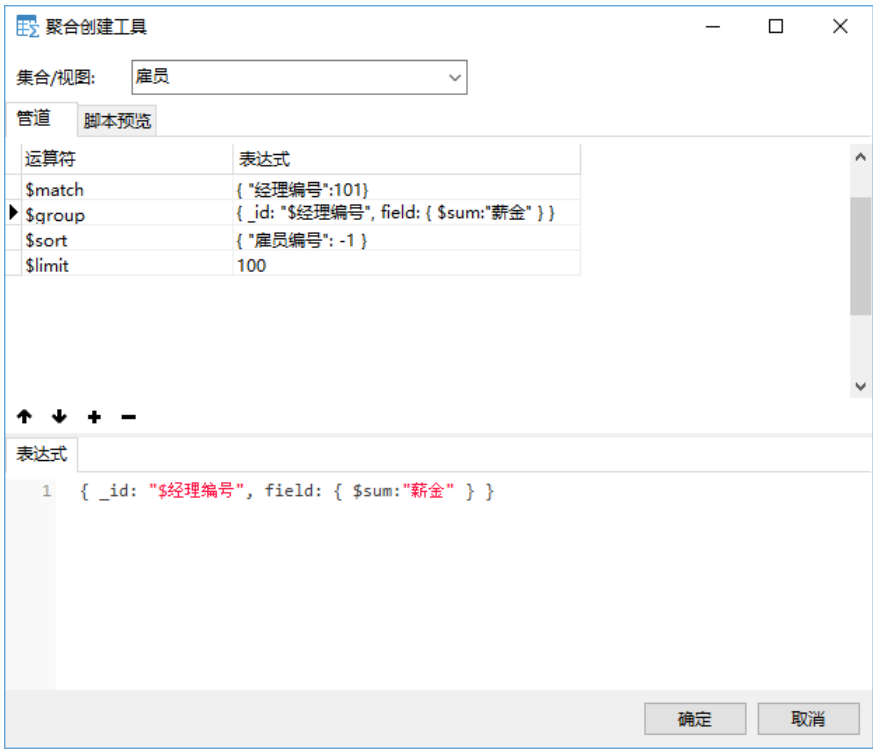 聚合创建工具
集合/视图: 雇员
管道 脚本预览
运算符 表达式
$match { "经理编号":101}
$group { _id: "$经理编号", field: { $sum:"薪金" } }
$sort { "雇员编号": -1 }
$limit 100
表达式
1 { _id: "$经理编号", field: { $sum:"薪金" } }
确定 取消